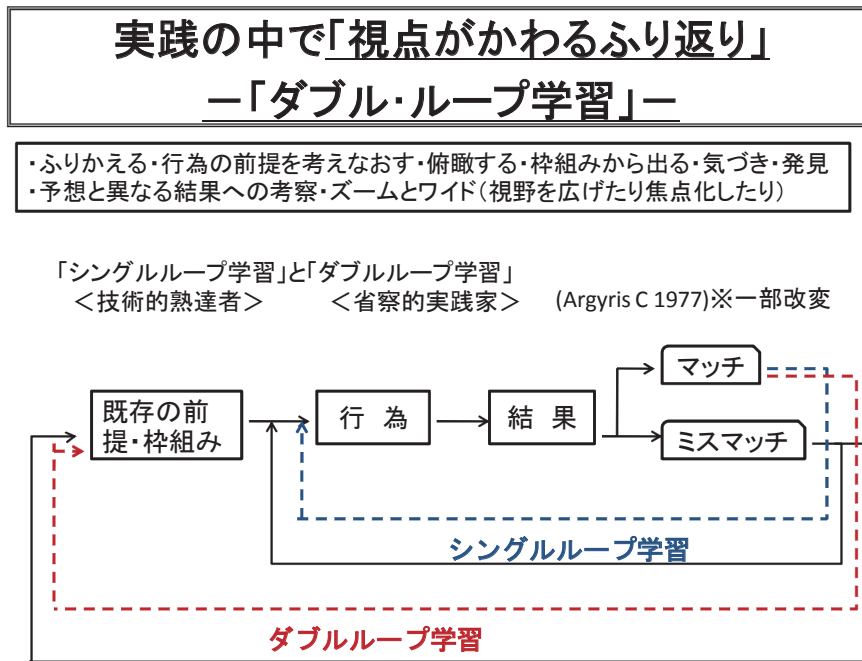 実践の中で「視点がかわるふり返り」
－「ダブル・ループ学習」－
・ふりかえる・行為の前提を考えなおす・俯瞰する・枠組みから出る・気づき・発見
・予想と異なる結果への考察・ズームとワイド（視野を広げたり焦点化したり）
「シングルループ学習」と「ダブルループ学習」
＜技術的熟達者＞ ＜省察的実践家＞ (Argyris C 1977)※一部改変
既存の前
提・枠組み
行 為
結 果
マッチ
ミスマッチ
シングルループ学習
ダブルループ学習